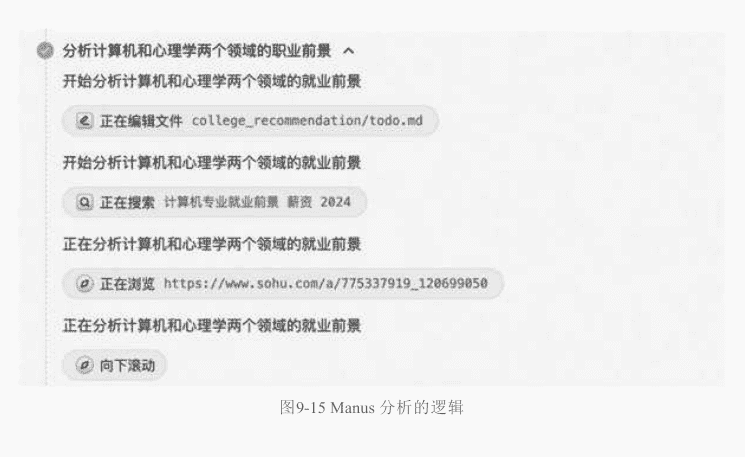 分析计算机和心理学两个领域的职业前景
开始分析计算机和心理学两个领域的就业前景
正在编辑文件 college_recommendation/todo.md
开始分析计算机和心理学两个领域的就业前景
正在搜索 计算机专业就业前景 薪资 2024
正在分析计算机和心理学两个领域的就业前景
正在浏览 https://www.sohu.com/a/775337919_120699050
正在分析计算机和心理学两个领域的就业前景
向下滚动
图9-15 Manus 分析的逻辑